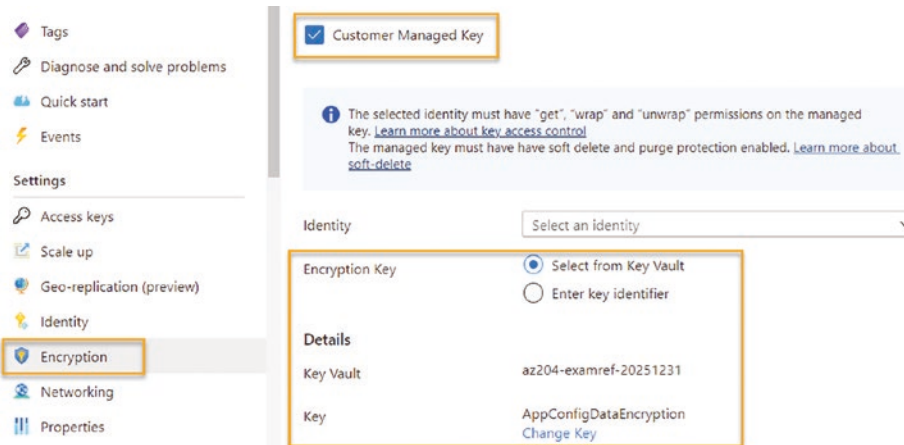 Tags
Diagnose and solve problems
Quick start
Events
Settings
Access keys
Scale up
Geo-replication (preview)
Identity
Encryption
Networking
Properties
Customer Managed Key
The selected identity must have "get", "wrap" and "unwrap" permissions on the managed
key. Learn more about key access control
The managed key must have have soft delete and purge protection enabled. Learn more about
soft-delete
Identity
Select an identity
Encryption Key
Select from Key Vault
Enter key identifier
Details
Key Vault
az204-examref-20251231
Key
AppConfigDataEncryption
Change Key